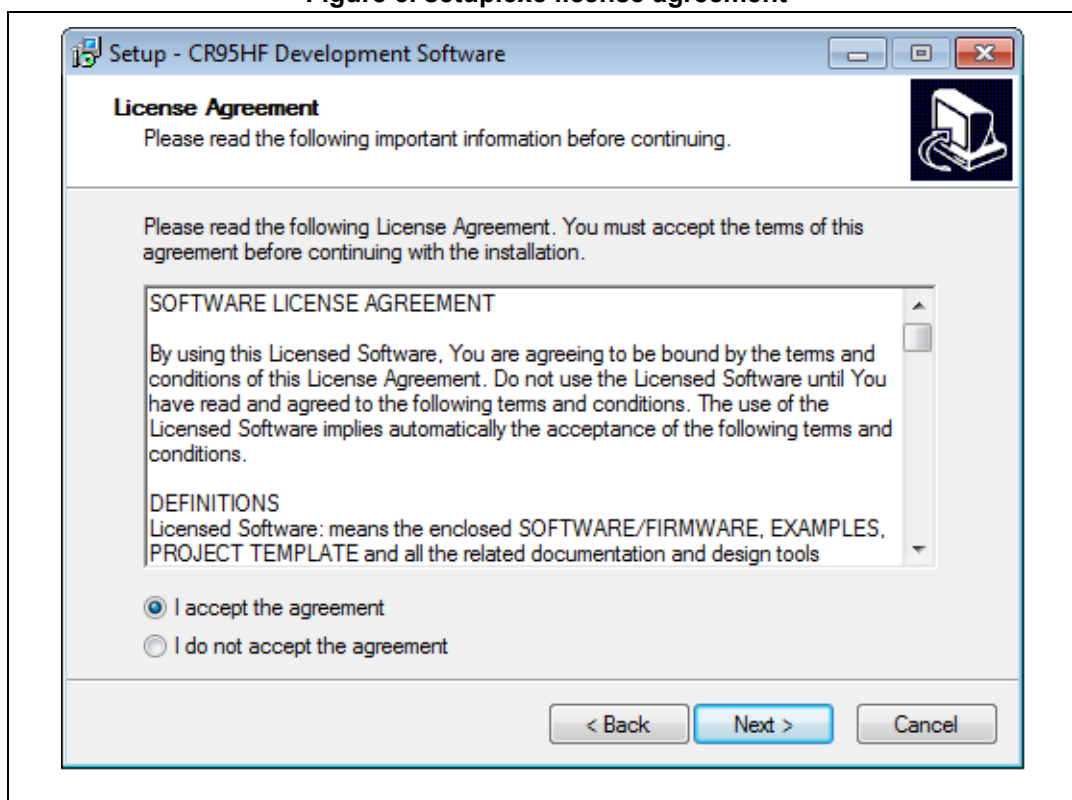 license agreement
Setup - CR95HF Development Software
License Agreement
Please read the following important information before continuing.
Please read the following License Agreement. You must accept the terms of this
agreement before continuing with the installation.
SOFTWARE LICENSE AGREEMENT
By using this Licensed Software, You are agreeing to be bound by the terms and
conditions of this License Agreement. Do not use the Licensed Software until You
have read and agreed to the following terms and conditions. The use of the
Licensed Software implies automatically the acceptance of the following terms and
conditions.
DEFINITIONS
Licensed Software: means the enclosed SOFTWARE/FIRMWARE, EXAMPLES,
PROJECT TEMPLATE and all the related documentation and design tools
I accept the agreement
I do not accept the agreement
< Back Next > Cancel